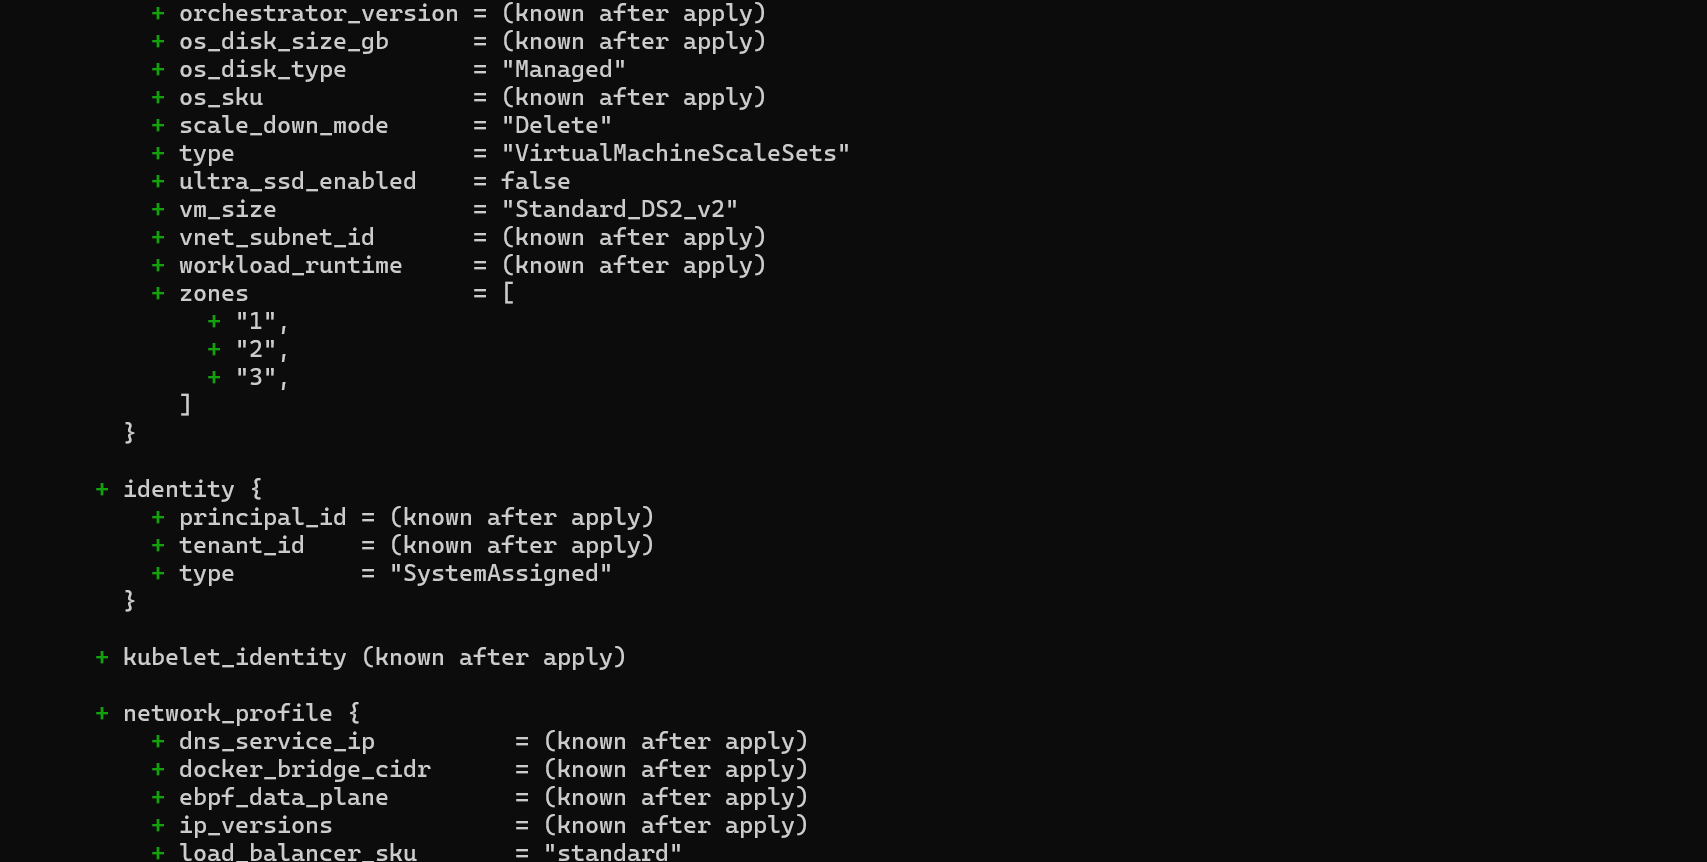 + orchestrator_version = (known after apply)
+ os_disk_size_gb      = (known after apply)
+ os_disk_type         = "Managed"
+ os_sku               = (known after apply)
+ scale_down_mode      = "Delete"
+ type                 = "VirtualMachineScaleSets"
+ ultra_ssd_enabled    = false
+ vm_size              = "Standard_DS2_v2"
+ vnet_subnet_id       = (known after apply)
+ workload_runtime     = (known after apply)
+ zones                = [
+ "1",
+ "2",
+ "3",
]
}
+ identity {
+ principal_id = (known after apply)
+ tenant_id    = (known after apply)
+ type         = "SystemAssigned"
}
+ kubelet_identity (known after apply)
+ network_profile {
+ dns_service_ip          = (known after apply)
+ docker_bridge_cidr      = (known after apply)
+ ebpf_data_plane         = (known after apply)
+ ip_versions             = (known after apply)
+ load_balancer_sku       = "standard"